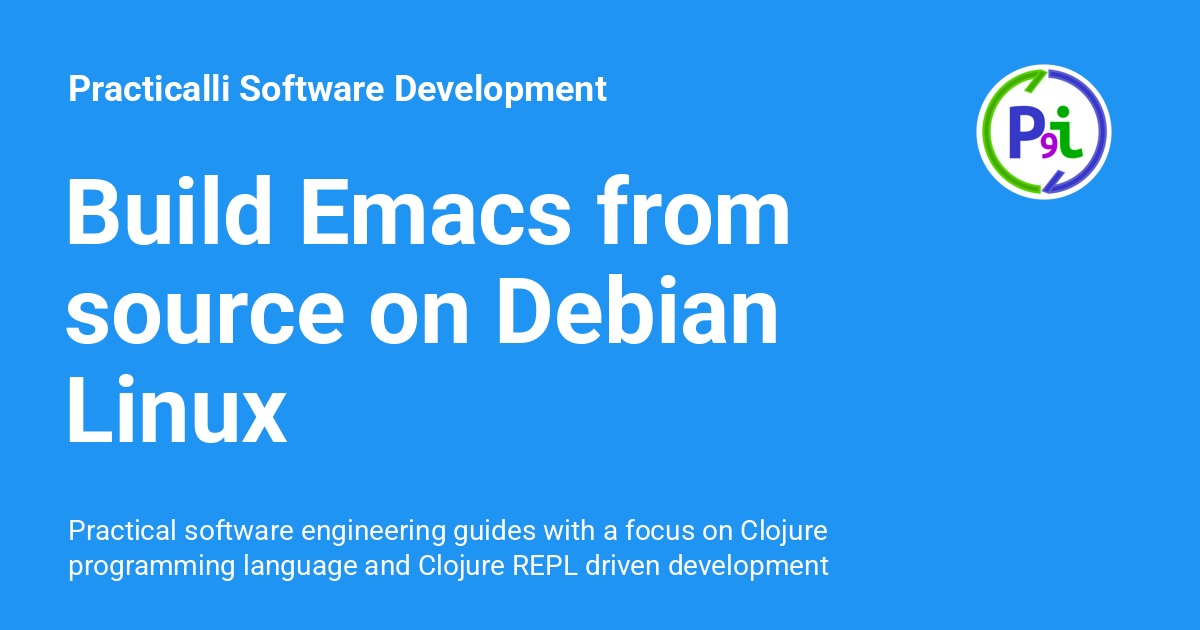 Practicalli Software Development
P9i
Build Emacs from
source on Debian
Linux
Practical software engineering guides with a focus on Clojure
programming language and Clojure REPL driven development